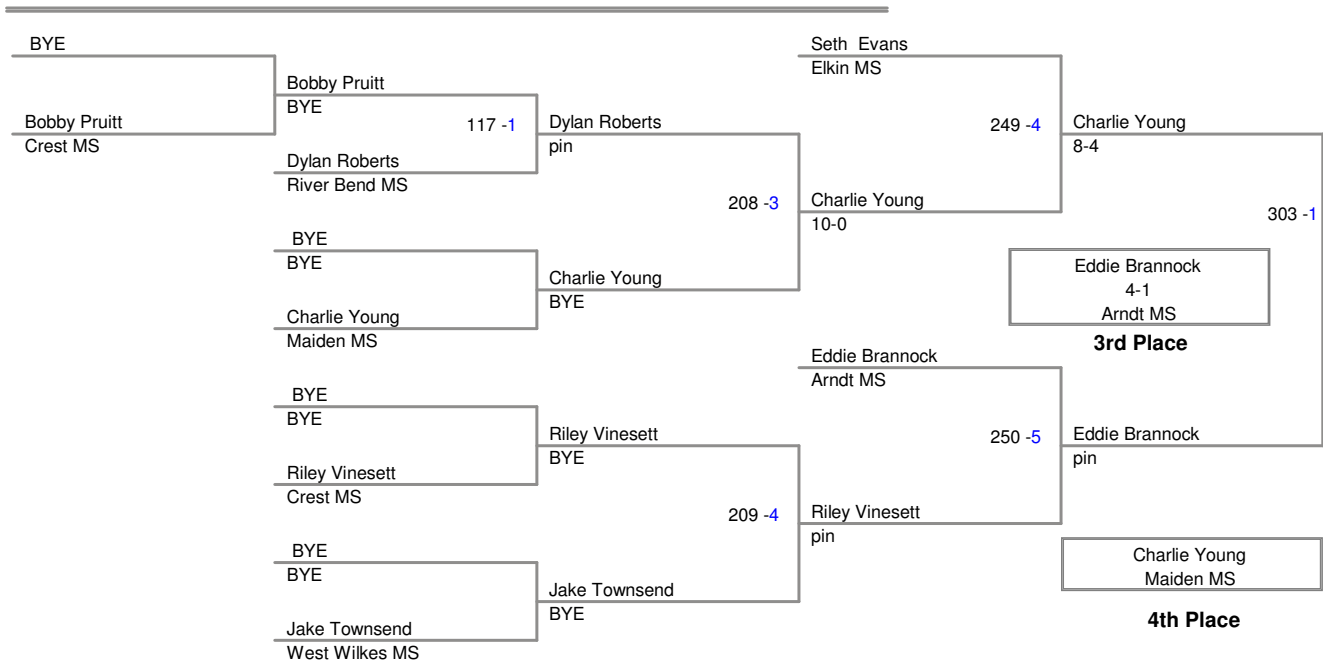 BYE
Bobby Pruitt
Crest MS
Bobby Pruitt
BYE
Dylan Roberts
River Bend MS
BYE
BYE
Charlie Young
Maiden MS
BYE
BYE
Riley Vinesett
Crest MS
BYE
BYE
Jake Townsend
West Wilkes MS
117 -1
Dylan Roberts
pin
Charlie Young
BYE
Riley Vinesett
BYE
Jake Townsend
BYE
208 -3
209 -4
Seth Evans
Elkin MS
Charlie Young
10-0
Eddie Brannock
Arndt MS
Riley Vinesett
pin
249 -4
250 -5
Charlie Young
8-4
Eddie Brannock
pin
303 -1
Eddie Brannock
4-1
Arndt MS
3rd Place
Charlie Young
Maiden MS
4th Place